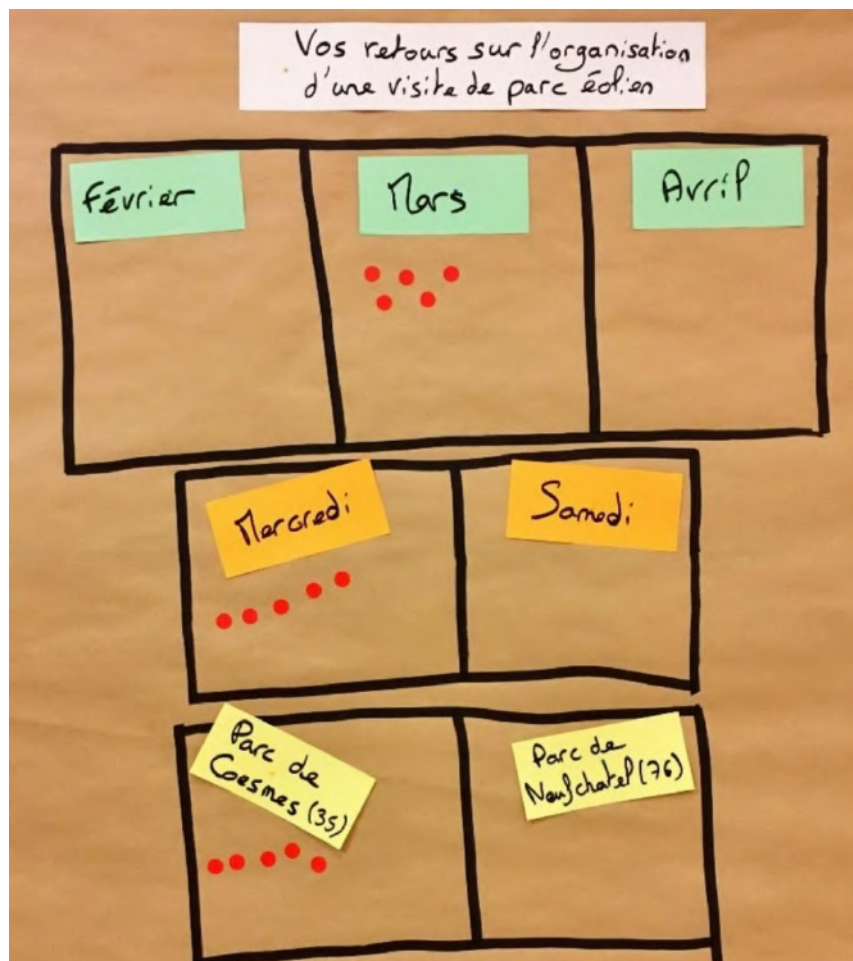 Vos retours sur l'organisation
d'une visite de parc éolien
Février
Mars
Avril
Mercredi
Samedi
Parc de
Coesmes (35)
Parc de
Neufchatel (76)